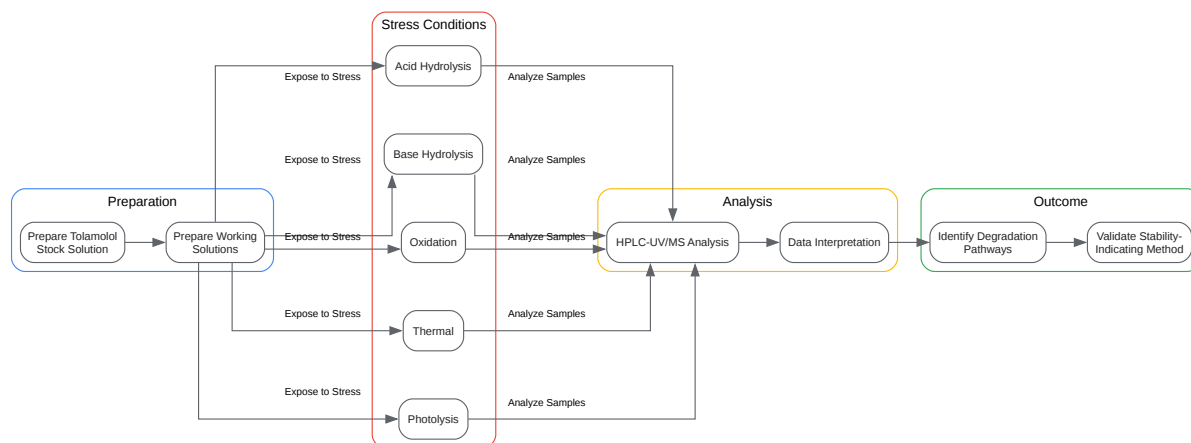 Stress Conditions
Expose to Stress
Acid Hydrolysis
Analyze Samples
Expose to Stress
Base Hydrolysis
Analyze Samples
Preparation
Prepare Tolamolol
Stock Solution
Prepare Working
Solutions
Expose to Stress
Oxidation
Analyze Samples
Analysis
HPLC-UV/MS Analysis
Data Interpretation
Outcome
Identify Degradation
Pathways
Validate Stability-
Indicating Method
Expose to Stress
Thermal
Analyze Samples
Expose to Stress
Photolysis
Analyze Samples